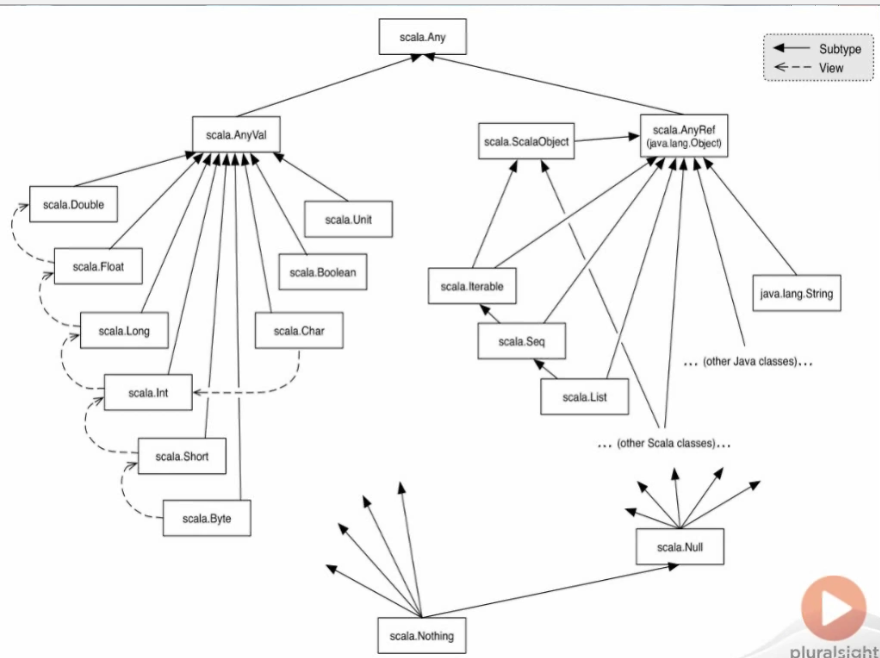 scala.Any
Subtype
View
scala.AnyVal
scala.ScalaObject
scala.AnyRef
(java.lang.Object)
scala.Double
scala.Unit
scala.Float
scala.Boolean
scala.Iterable
java.lang.String
scala.Long
scala.Char
scala.Seq
... (other Java classes)...
scala.Int
scala.List
... (other Scala classes)...
scala.Short
scala.Byte
scala.Null
scala.Nothing
pluralsight